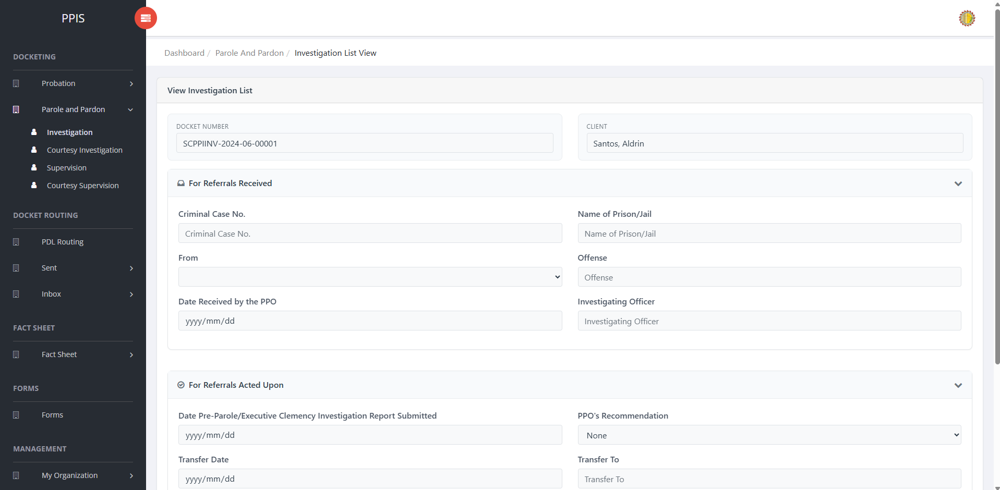 PPIS
DOCKETING
Probation
Parole and Pardon
Investigation
Courtesy Investigation
Supervision
Courtesy Supervision
DOCKET ROUTING
PDL Routing
Sent
Inbox
FACT SHEET
Fact Sheet
FORMS
Forms
MANAGEMENT
My Organization
Dashboard / Parole And Pardon / Investigation List View
View Investigation List
DOCKET NUMBER
SCPPIINV-2024-06-00001
CLIENT
Santos, Aldrin
For Referrals Received
Criminal Case No.
Criminal Case No.
Name of Prison/Jail
Name of Prison/Jail
From
Offense
Offense
Date Received by the PPO
yyyy/mm/dd
Investigating Officer
Investigating Officer
For Referrals Acted Upon
Date Pre-Parole/Executive Clemency Investigation Report Submitted
yyyy/mm/dd
PPO's Recommendation
None
Transfer Date
yyyy/mm/dd
Transfer To
Transfer To